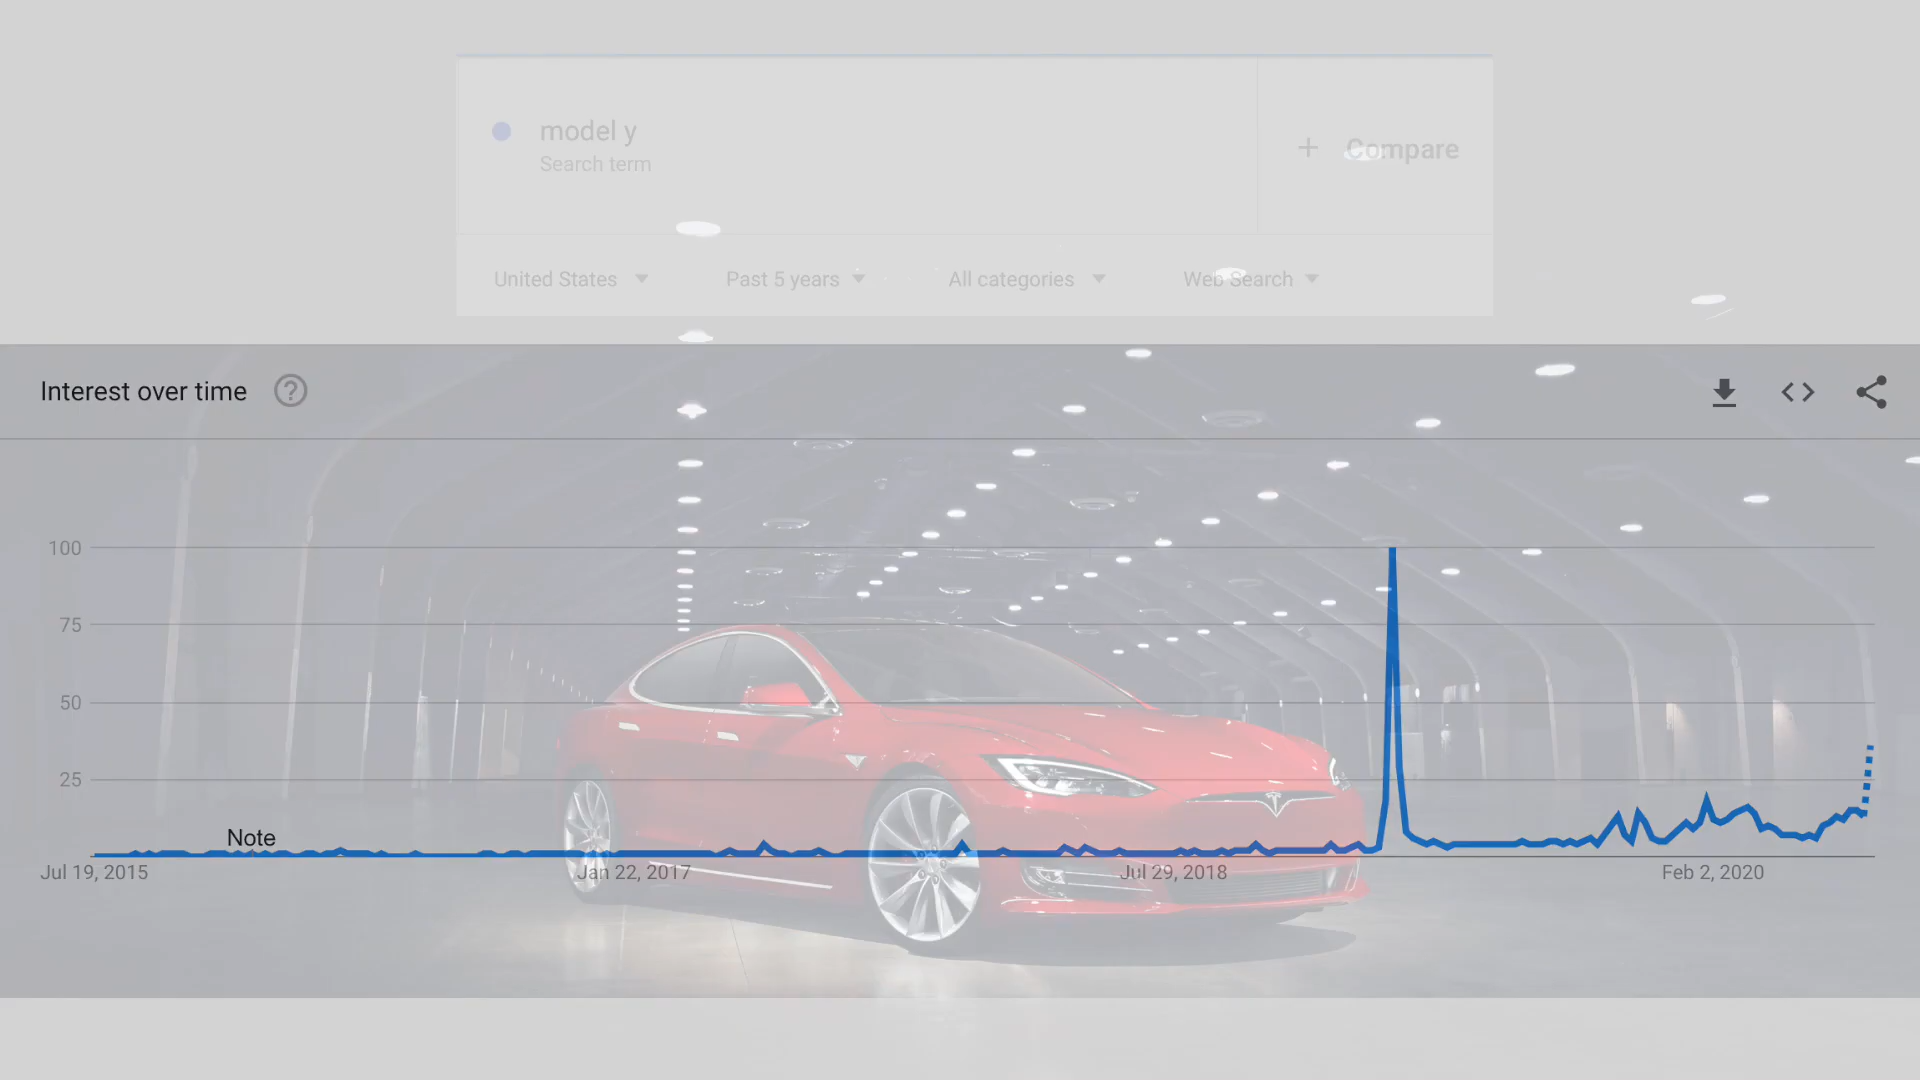 model y
Search term
+ Compare
United States
Past 5 years
All categories
Web Search
Interest over time
100
75
50
25
Note
Jul 19, 2015
Jan 22, 2017
Jul 29, 2018
Feb 2, 2020